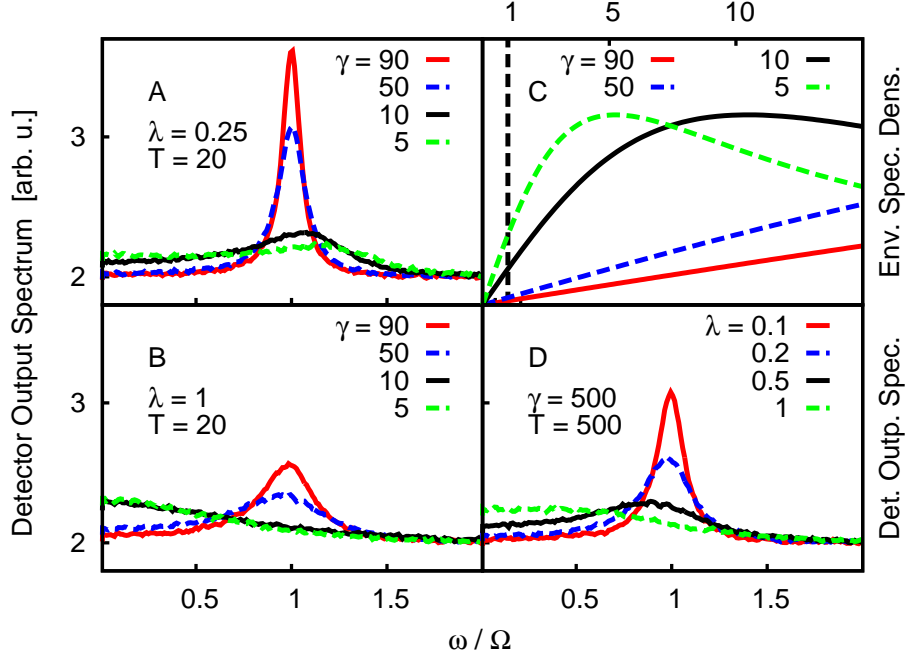 1 5 10
Detector Output Spectrum [arb. u.]
3
2
3
2
A
λ = 0.25
T = 20
γ = 90
50
10
5
C
γ = 90
50
10
5
Env. Spec. Dens.
B
λ = 1
T = 20
γ = 90
50
10
5
D
γ = 500
T = 500
λ = 0.1
0.2
0.5
1
Det. Outp. Spec.
0.5 1 1.5 0.5 1 1.5
ω / Ω